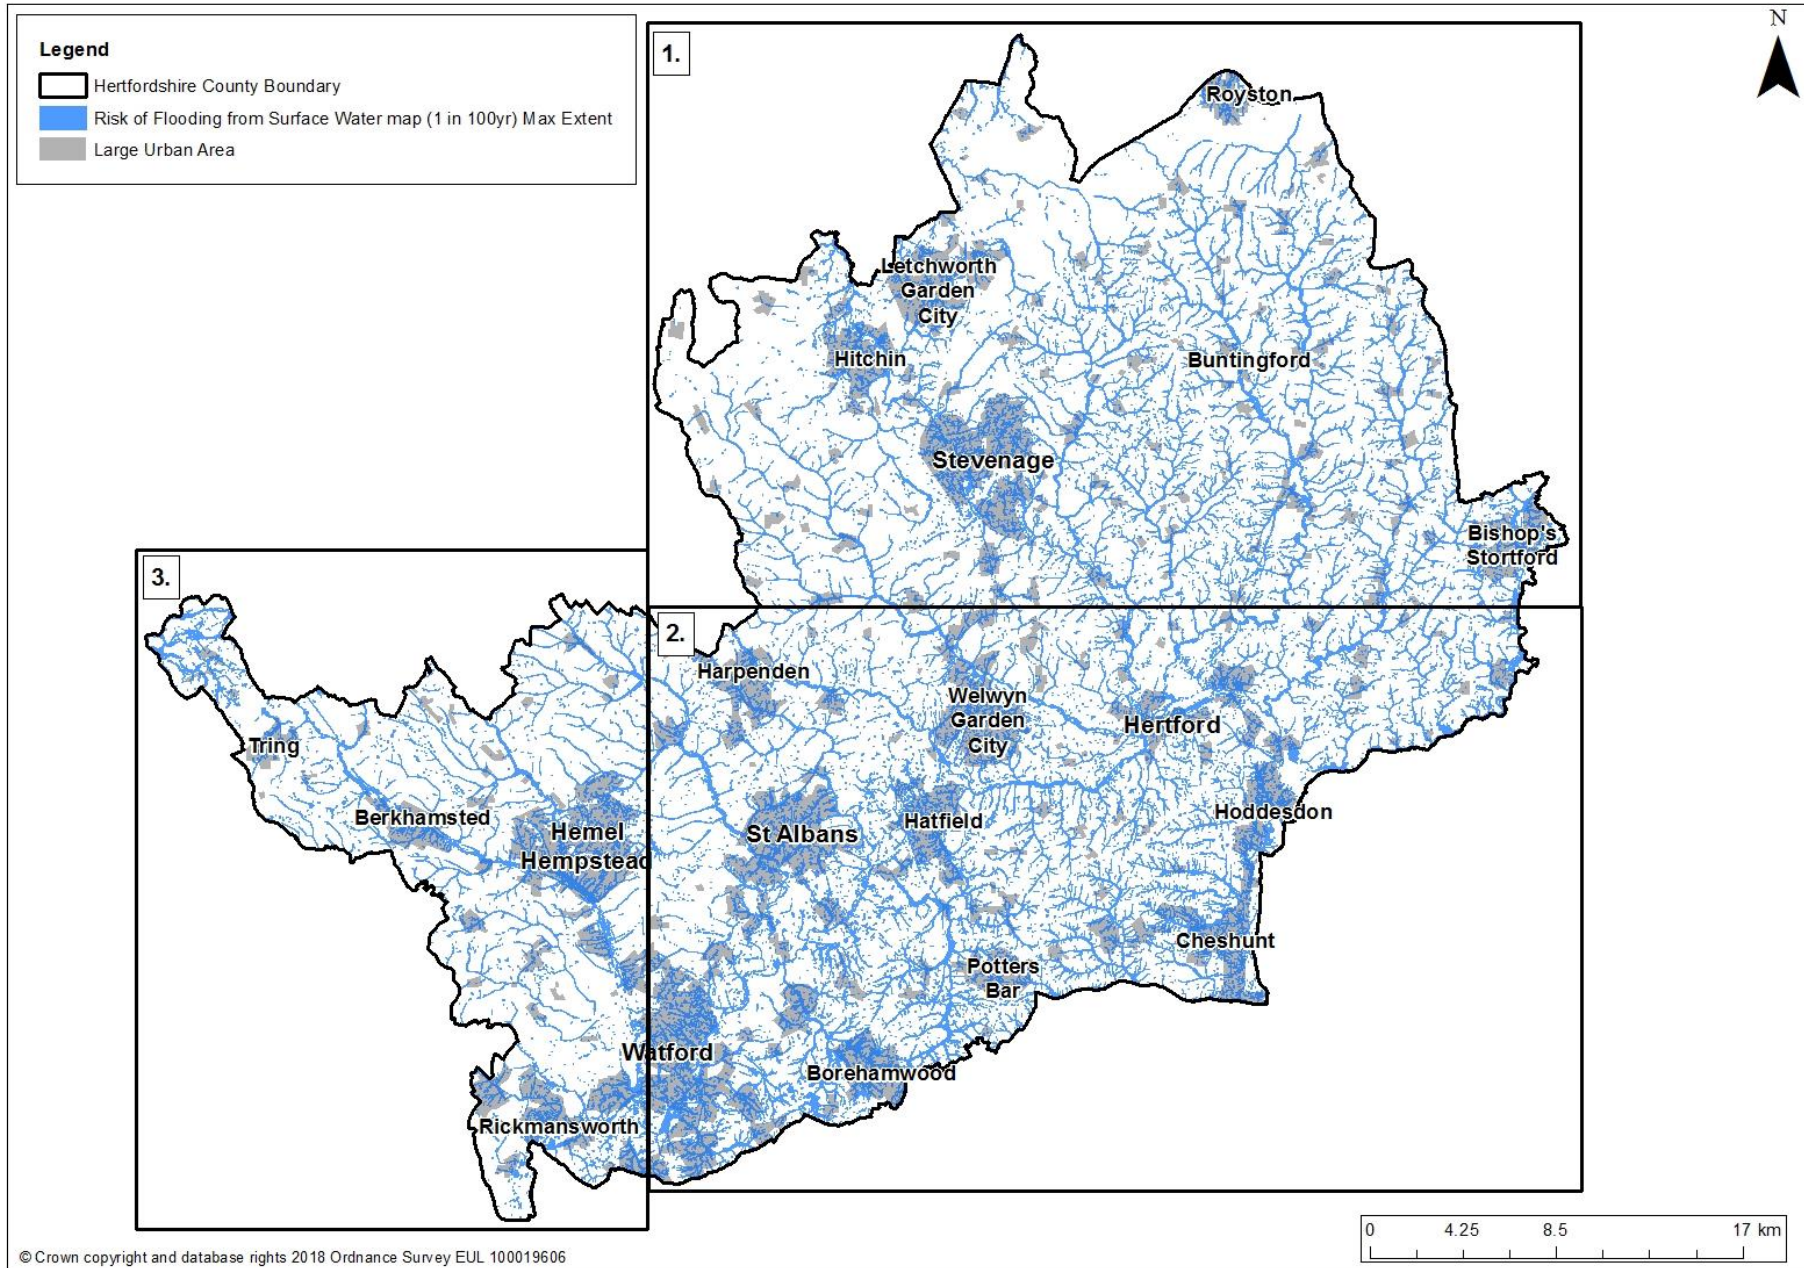 Legend
Hertfordshire County Boundary
Risk of Flooding from Surface Water map (1 in 100yr) Max Extent
Large Urban Area
N
1.
Royston
Letchworth
Garden
City
Hitchin
Buntingford
Stevenage
Bishop's
Stortford
3.
2.
Harpenden
Welwyn
Garden
City
Hertford
Tring
Berkhamsted
Hemel
Hempstead
St Albans
Hatfield
Hoddesdon
Cheshunt
Potters
Bar
Watford
Borehamwood
Rickmansworth
0 4.25 8.5 17 km
© Crown copyright and database rights 2018 Ordnance Survey EUL 100019606